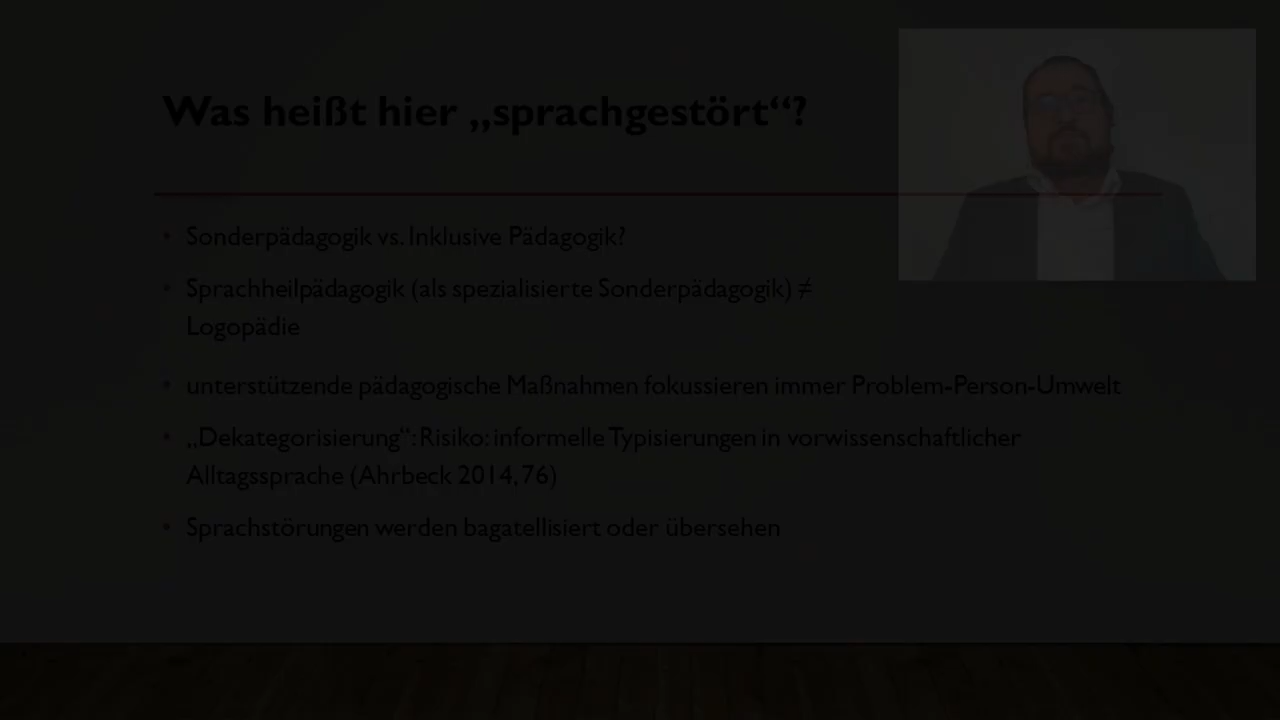 Was heißt hier „sprachgestört“?
• Sonderpädagogik vs. Inklusive Pädagogik?
• Sprachheilpädagogik (als spezialisierte Sonderpädagogik) ≠
Logopädie
• unterstützende pädagogische Maßnahmen fokussieren immer Problem-Person-Umwelt
• „Dekategorisierung“: Risiko: informelle Typisierungen in vorwissenschaftlicher
Alltagssprache (Ahrbeck 2014, 76)
• Sprachstörungen werden bagatellisiert oder übersehen